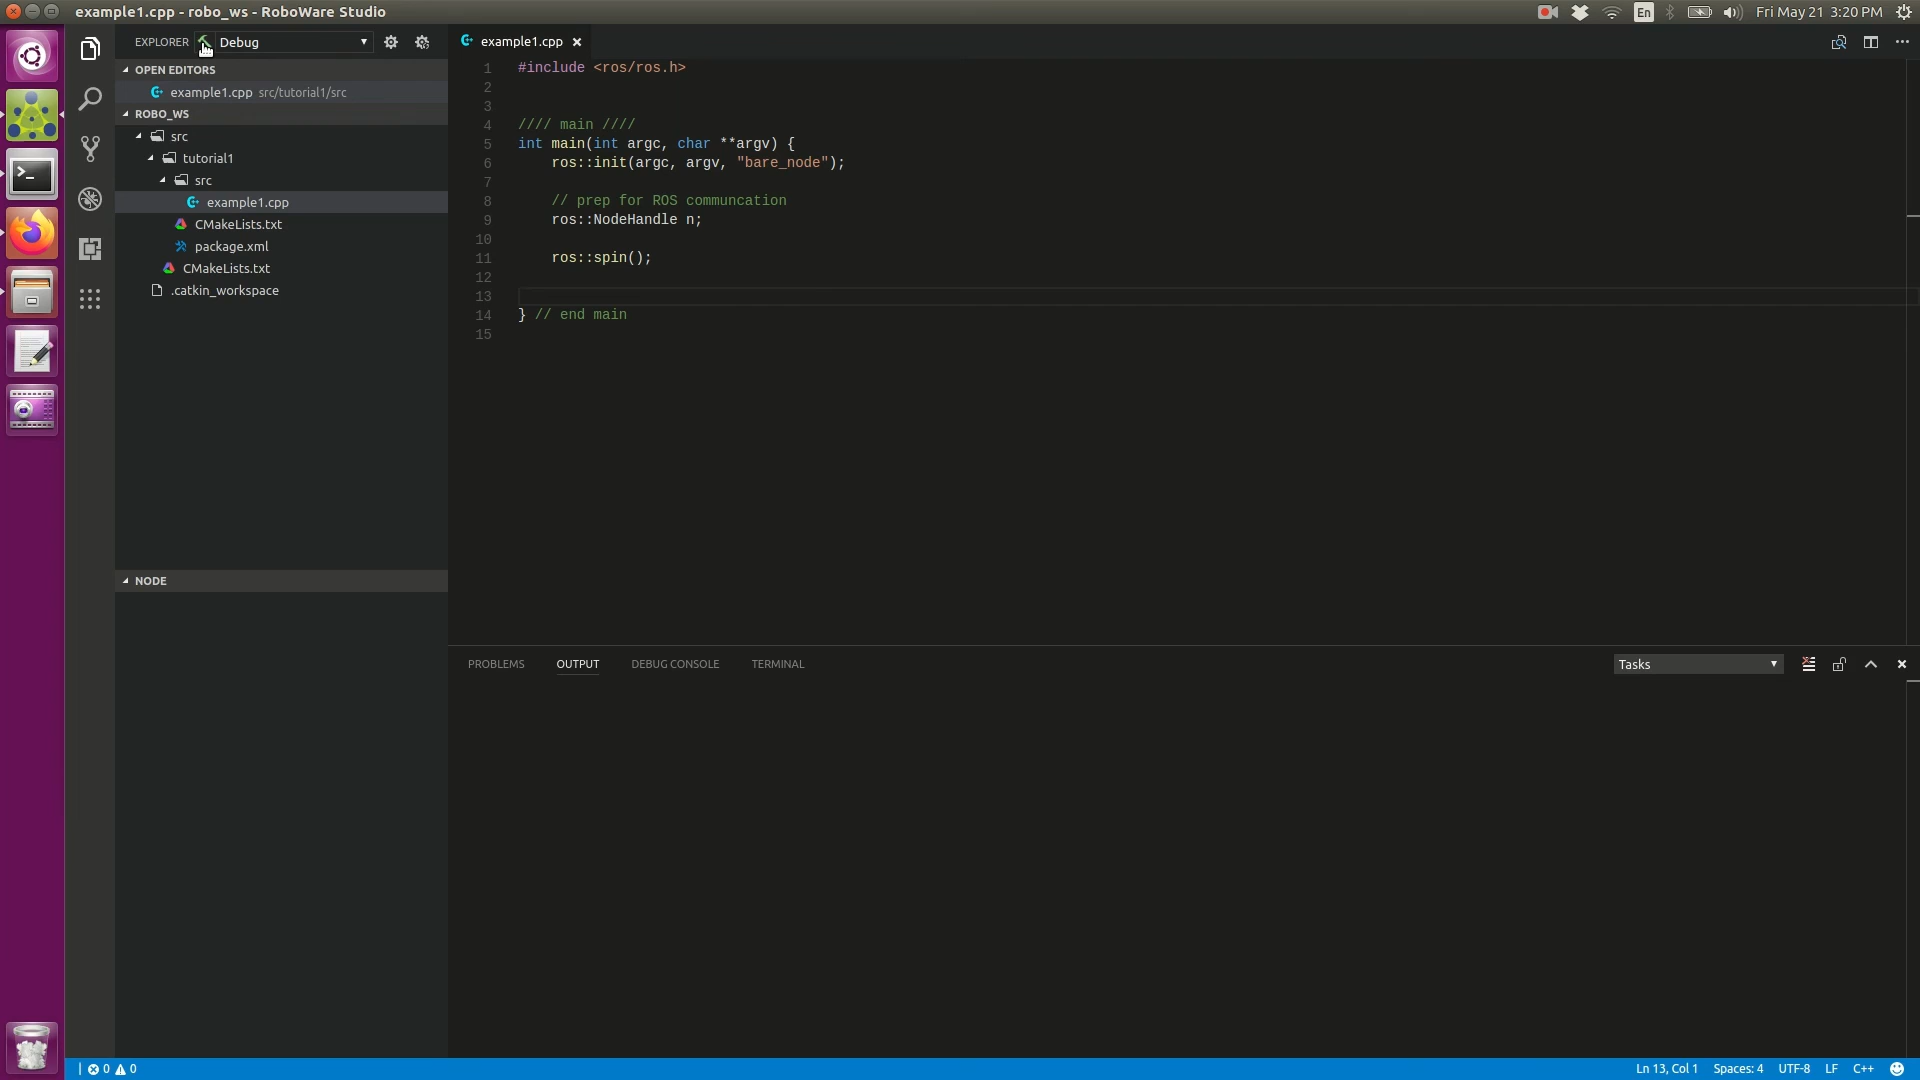 example1.cpp - robo_ws - RoboWare Studio
En
Fri May 21 3:20 PM
EXPLORER
Debug
OPEN EDITORS
example1.cpp src/tutorial1/src
ROBO_WS
src
tutorial1
src
example1.cpp
CMakeLists.txt
package.xml
CMakeLists.txt
.catkin_workspace
NODE
example1.cpp
1 #include <ros/ros.h>
2
3
4 //// main ////
5 int main(int argc, char **argv) {
6 ros::init(argc, argv, "bare_node");
7
8 // prep for ROS communcation
9 ros::NodeHandle n;
10
11 ros::spin();
12
13
14 } // end main
15
PROBLEMS OUTPUT DEBUG CONSOLE TERMINAL
Tasks
0 0
Ln 13, Col 1 Spaces: 4 UTF-8 LF C++